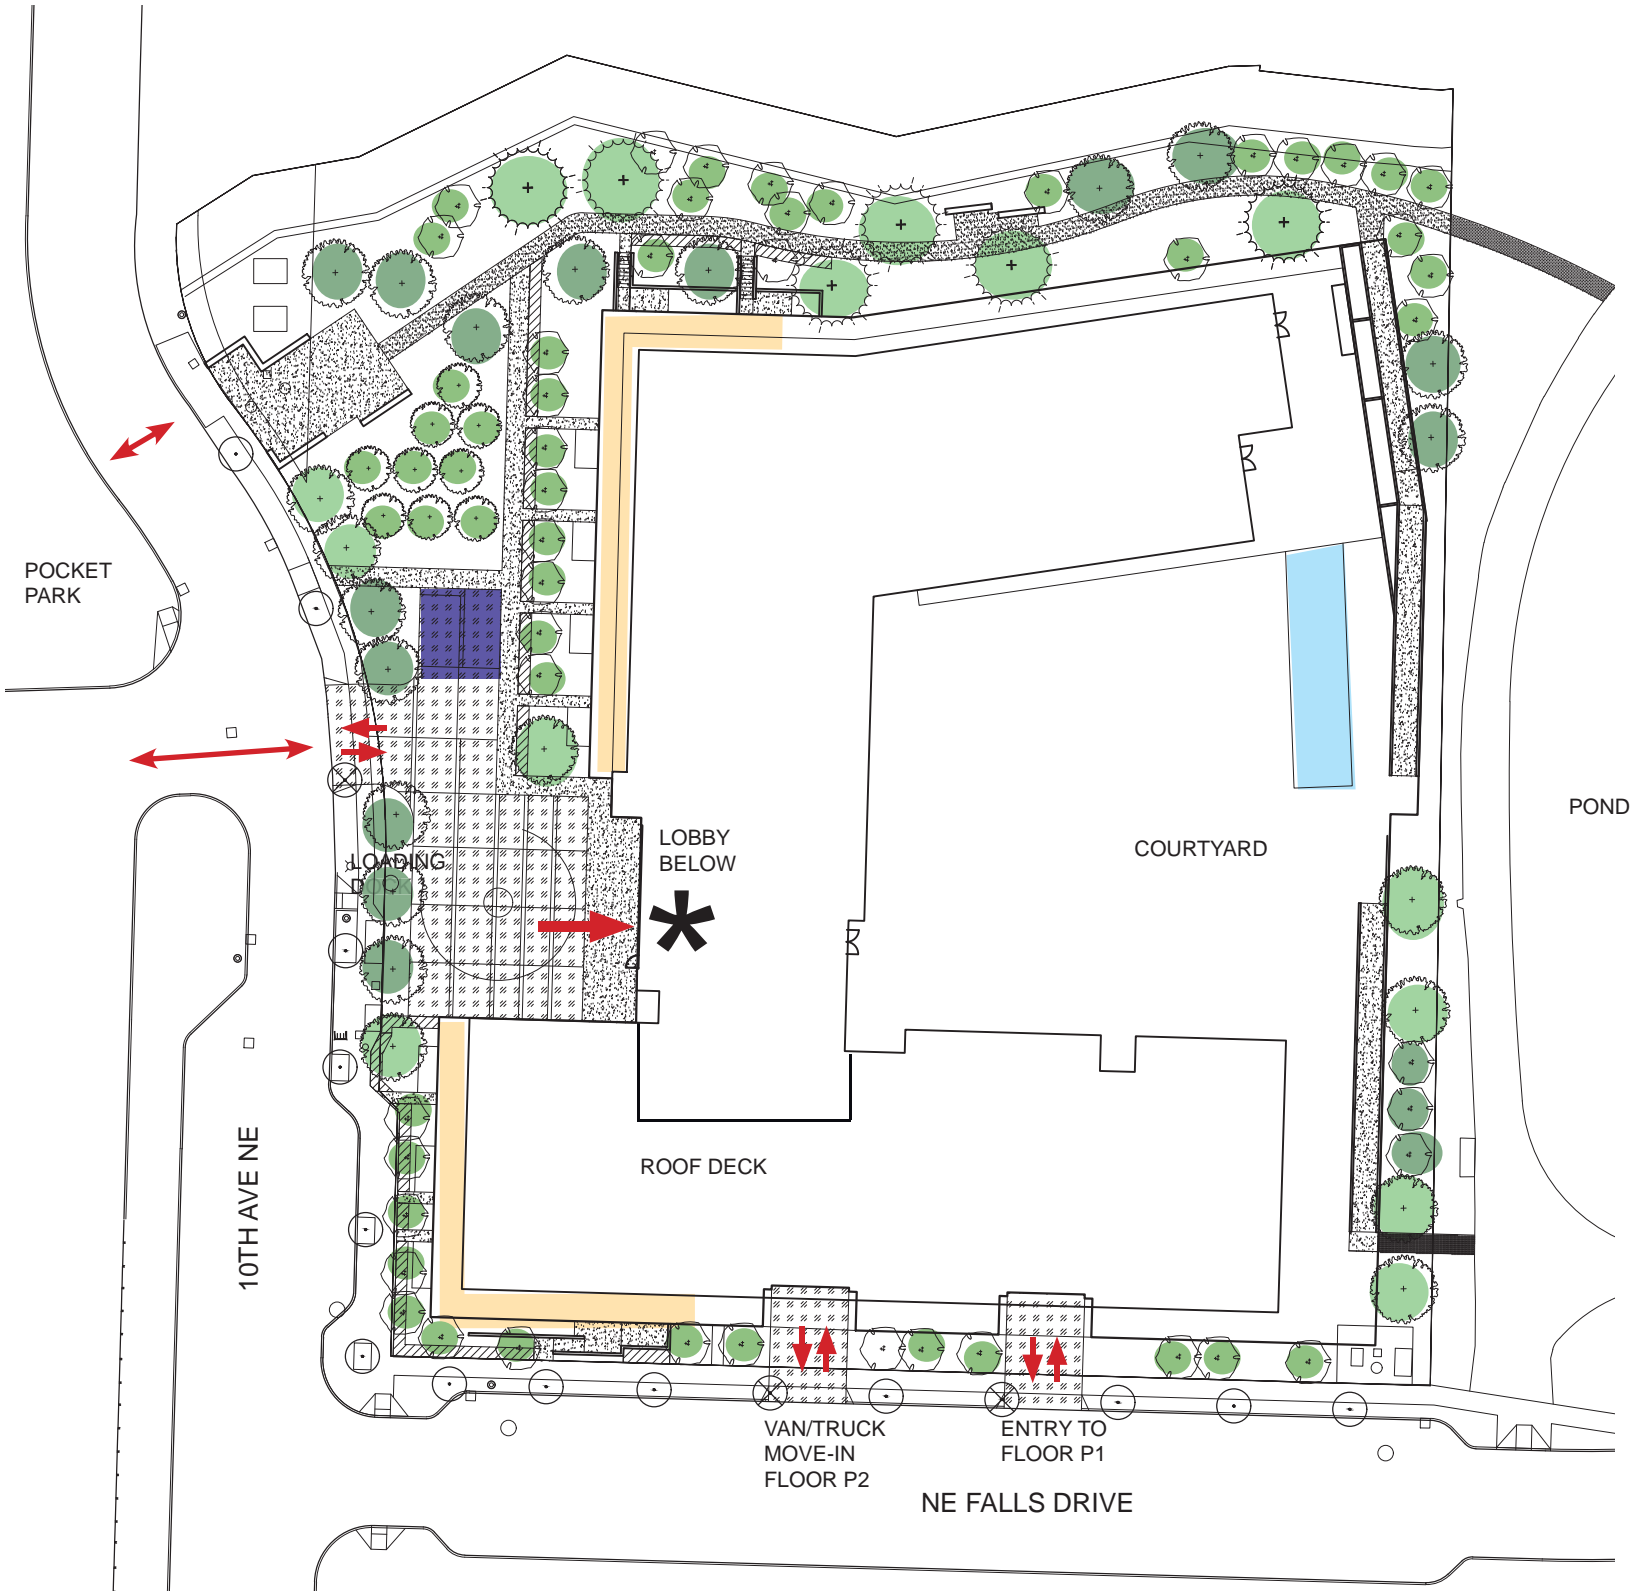 POCKET
PARK
POND
LOBBY
BELOW
COURTYARD
LOADING
DOCK
ROOF DECK
10TH AVE NE
VAN/TRUCK
MOVE-IN
FLOOR P2
ENTRY TO
FLOOR P1
NE FALLS DRIVE